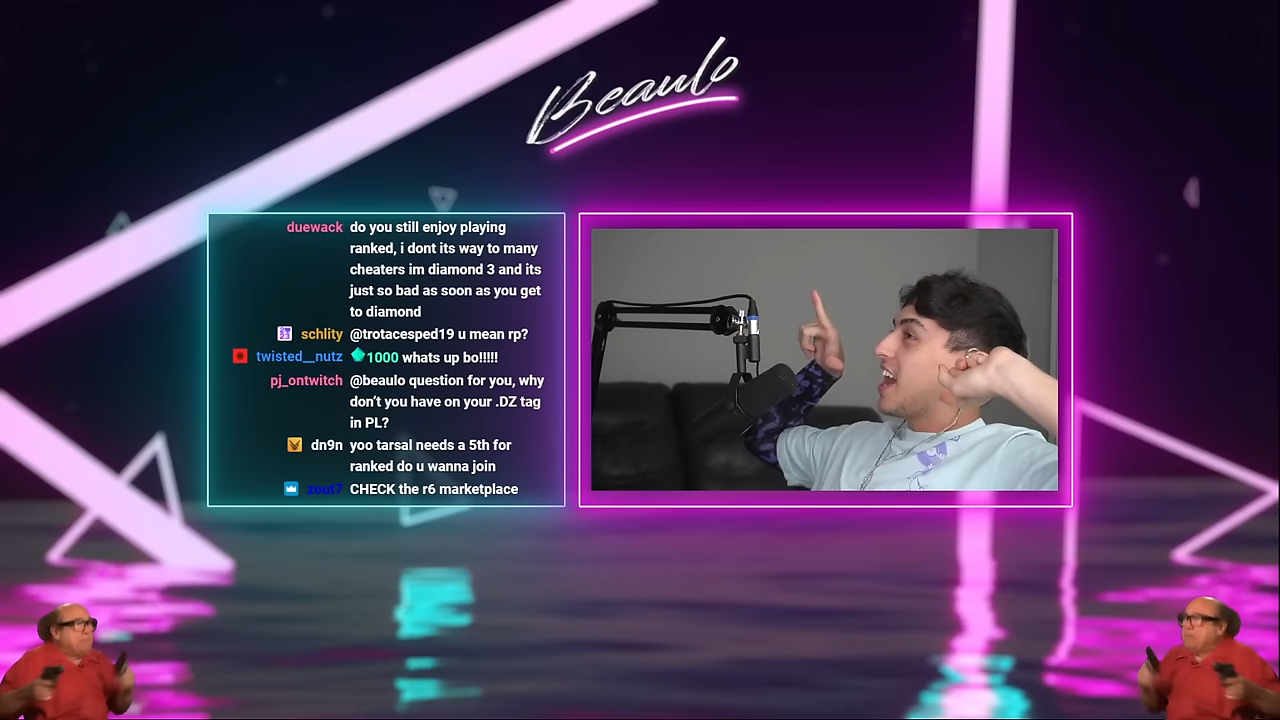 Beaulo
duewack do you still enjoy playing
ranked, i dont its way to many
cheaters im diamond 3 and its
just so bad as soon as you get
to diamond
schlity @trotacesped19 u mean rp?
twisted__nutz 1000 whats up bo!!!!!
pj_ontwitch @beaulo question for you, why
don't you have on your .DZ tag
in PL?
dn9n yoo tarsal needs a 5th for
ranked do u wanna join
zout7 CHECK the r6 marketplace